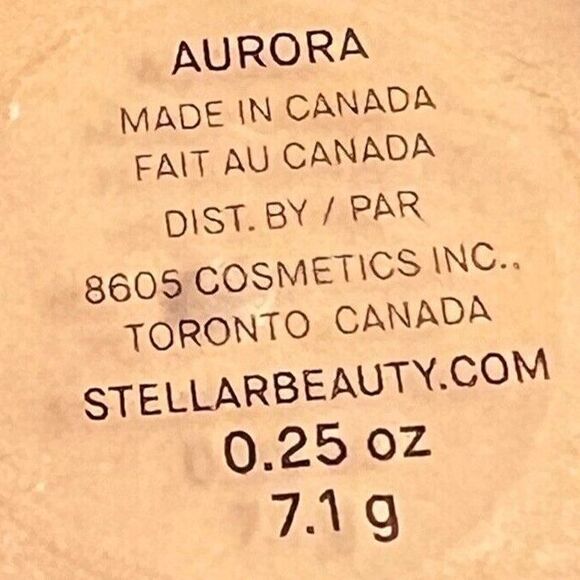 AURORA
MADE IN CANADA
FAIT AU CANADA
DIST. BY / PAR
8605 COSMETICS INC.,
TORONTO CANADA
STELLARBEAUTY.COM
0.25 oz
7.1 g